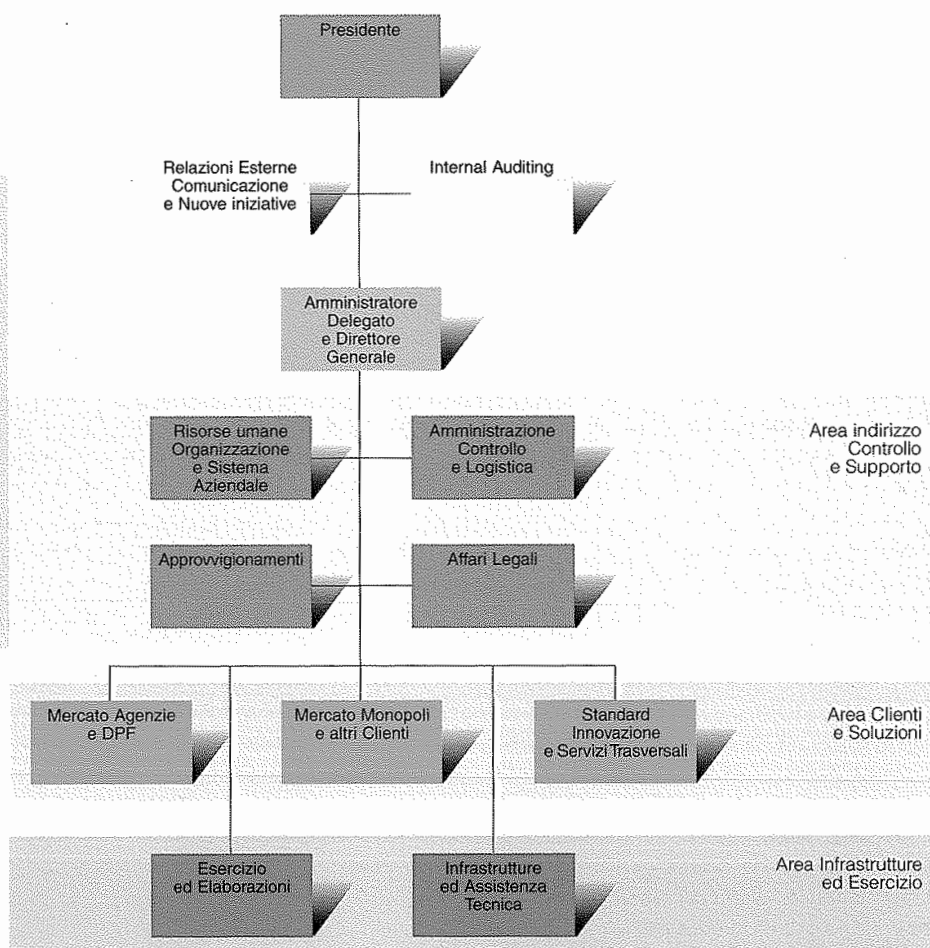 Presidente
Relazioni Esterne
Comunicazione
e Nuove iniziative
Internal Auditing
Amministratore
Delegato
e Direttore
Generale
Risorse umane
Organizzazione
e Sistema
Aziendale
Amministrazione
Controllo
e Logistica
Area indirizzo
Controllo
e Supporto
Approvvigionamenti
Affari Legali
Mercato Agenzie
e DPF
Mercato Monopoli
e altri Clienti
Standard
Innovazione
e Servizi Trasversali
Area Clienti
e Soluzioni
Esercizio
ed Elaborazioni
Infrastrutture
ed Assistenza
Tecnica
Area Infrastrutture
ed Esercizio